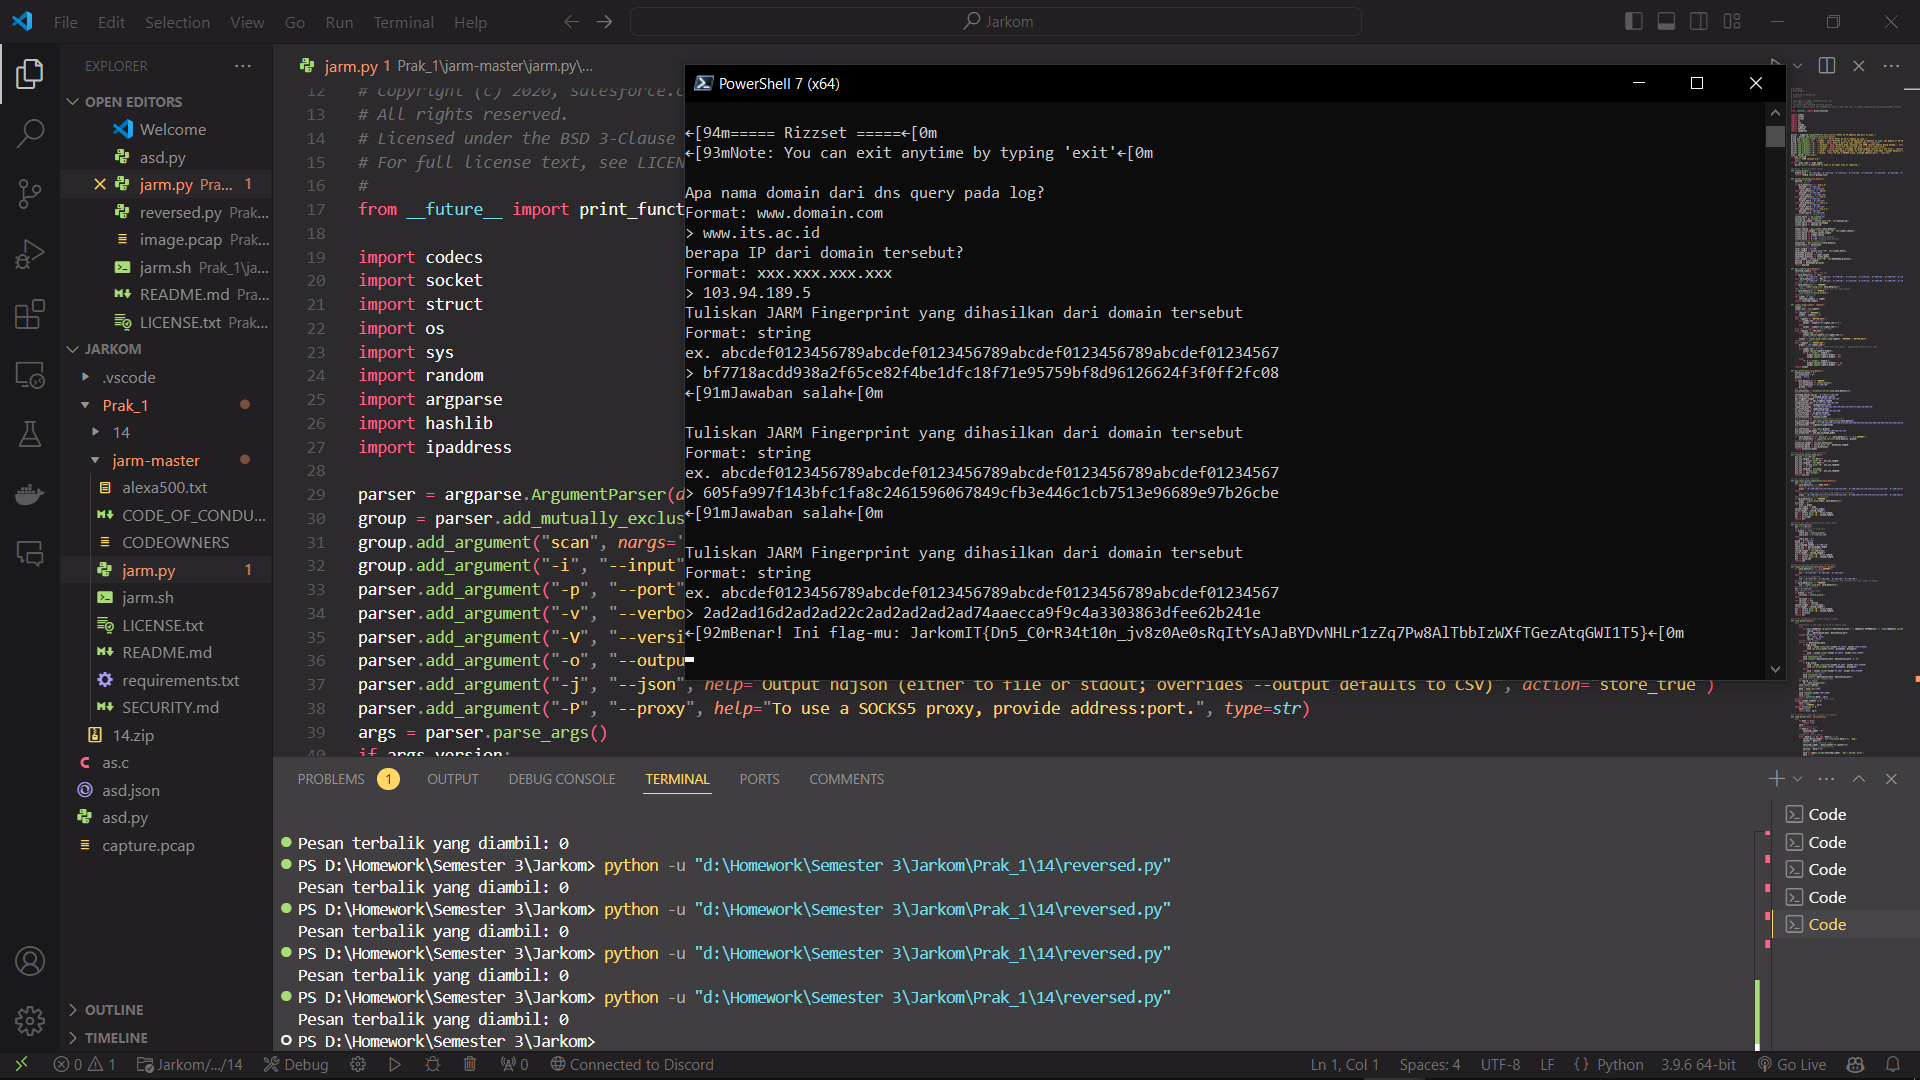 File Edit Selection View Go Run Terminal Help
Jarkom
EXPLORER
OPEN EDITORS
Welcome
asd.py
jarm.py Pra... 1
reversed.py Prak...
image.pcap Prak...
jarm.sh Prak_1\ja...
README.md Pra...
LICENSE.txt Prak...
JARKOM
.vscode
Prak_1
14
jarm-master
alexa500.txt
CODE_OF_CONDU...
CODEOWNERS
jarm.py 1
jarm.sh
LICENSE.txt
README.md
requirements.txt
SECURITY.md
14.zip
as.c
asd.json
asd.py
capture.pcap
OUTLINE
TIMELINE
jarm.py 1 Prak_1\jarm-master\jarm.py\...
12 # Copyright (c) 2020, salesforce.c
13 # All rights reserved.
14 # Licensed under the BSD 3-Clause
15 # For full license text, see LICEN
16 #
17 from __future__ import print_funct
18
19 import codecs
20 import socket
21 import struct
22 import os
23 import sys
24 import random
25 import argparse
26 import hashlib
27 import ipaddress
28
29 parser = argparse.ArgumentParser(d
30 group = parser.add_mutually_exclus
31 group.add_argument("scan", nargs='
32 group.add_argument("-i", "--input"
33 parser.add_argument("-p", "--port"
34 parser.add_argument("-v", "--verbo
35 parser.add_argument("-V", "--versi
36 parser.add_argument("-o", "--outpu
37 parser.add_argument("-j", "--json", help="Output ndjson (either to file or stdout; overrides --output defaults to CSV)", action="store_true")
38 parser.add_argument("-P", "--proxy", help="To use a SOCKS5 proxy, provide address:port.", type=str)
39 args = parser.parse_args()
40 if args.version:
PowerShell 7 (x64)
←[94m===== Rizzset =====←[0m
←[93mNote: You can exit anytime by typing 'exit'←[0m
Apa nama domain dari dns query pada log?
Format: www.domain.com
> www.its.ac.id
berapa IP dari domain tersebut?
Format: xxx.xxx.xxx.xxx
> 103.94.189.5
Tuliskan JARM Fingerprint yang dihasilkan dari domain tersebut
Format: string
ex. abcdef0123456789abcdef0123456789abcdef0123456789abcdef01234567
> bf7718acdd938a2f65ce82f4be1dfc18f71e95759bf8d96126624f3f0ff2fc08
←[91mJawaban salah←[0m
Tuliskan JARM Fingerprint yang dihasilkan dari domain tersebut
Format: string
ex. abcdef0123456789abcdef0123456789abcdef0123456789abcdef01234567
> 605fa997f143bfc1fa8c2461596067849cfb3e446c1cb7513e96689e97b26cbe
←[91mJawaban salah←[0m
Tuliskan JARM Fingerprint yang dihasilkan dari domain tersebut
Format: string
ex. abcdef0123456789abcdef0123456789abcdef0123456789abcdef01234567
> 2ad2ad16d2ad2ad22c2ad2ad2ad2ad74aaecca9f9c4a3303863dfee62b241e
←[92mBenar! Ini flag-mu: JarkomIT{Dn5_C0rR34t10n_jv8z0Ae0sRqItYsAJaBYDvNHLr1zZq7Pw8AlTbbIzWXfTGezAtqGWI1T5}←[0m
PROBLEMS 1 OUTPUT DEBUG CONSOLE TERMINAL PORTS COMMENTS
Pesan terbalik yang diambil: 0
PS D:\Homework\Semester 3\Jarkom> python -u "d:\Homework\Semester 3\Jarkom\Prak_1\14\reversed.py"
Pesan terbalik yang diambil: 0
PS D:\Homework\Semester 3\Jarkom> python -u "d:\Homework\Semester 3\Jarkom\Prak_1\14\reversed.py"
Pesan terbalik yang diambil: 0
PS D:\Homework\Semester 3\Jarkom> python -u "d:\Homework\Semester 3\Jarkom\Prak_1\14\reversed.py"
Pesan terbalik yang diambil: 0
PS D:\Homework\Semester 3\Jarkom> python -u "d:\Homework\Semester 3\Jarkom\Prak_1\14\reversed.py"
Pesan terbalik yang diambil: 0
PS D:\Homework\Semester 3\Jarkom>
Code
Code
Code
Code
Code
0 1 Jarkom/.../14 Debug 0 Connected to Discord Ln 1, Col 1 Spaces: 4 UTF-8 LF {} Python 3.9.6 64-bit Go Live